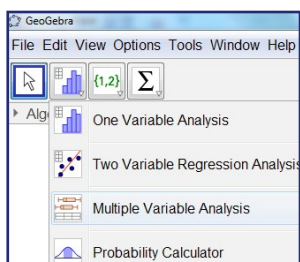 GeoGebra
File Edit View Options Tools Window Help
{1,2} Σ
Alg
One Variable Analysis
Two Variable Regression Analysis
Multiple Variable Analysis
Probability Calculator